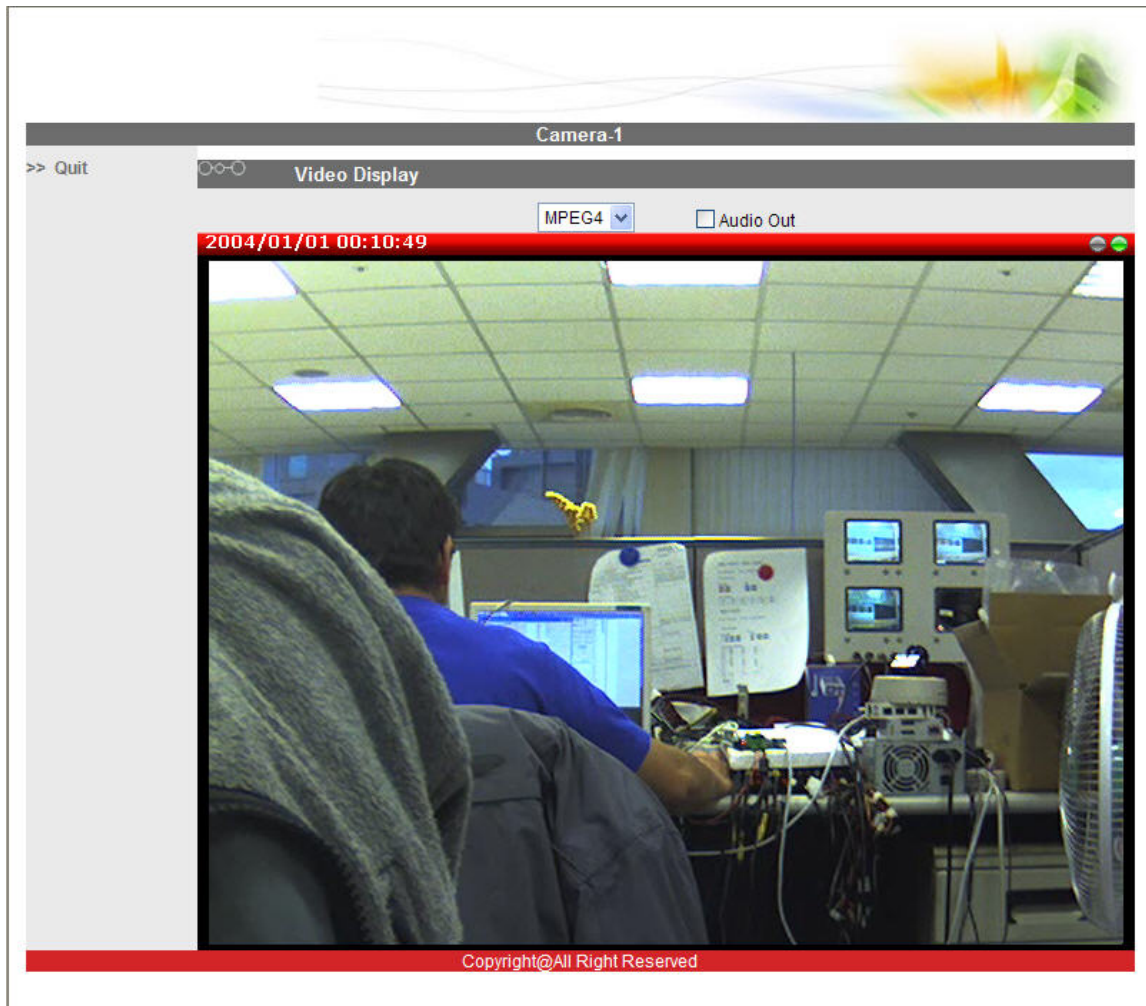 Camera-1
>> Quit
Video Display
MPEG4
Audio Out
2004/01/01 00:10:49
Copyright@All Right Reserved